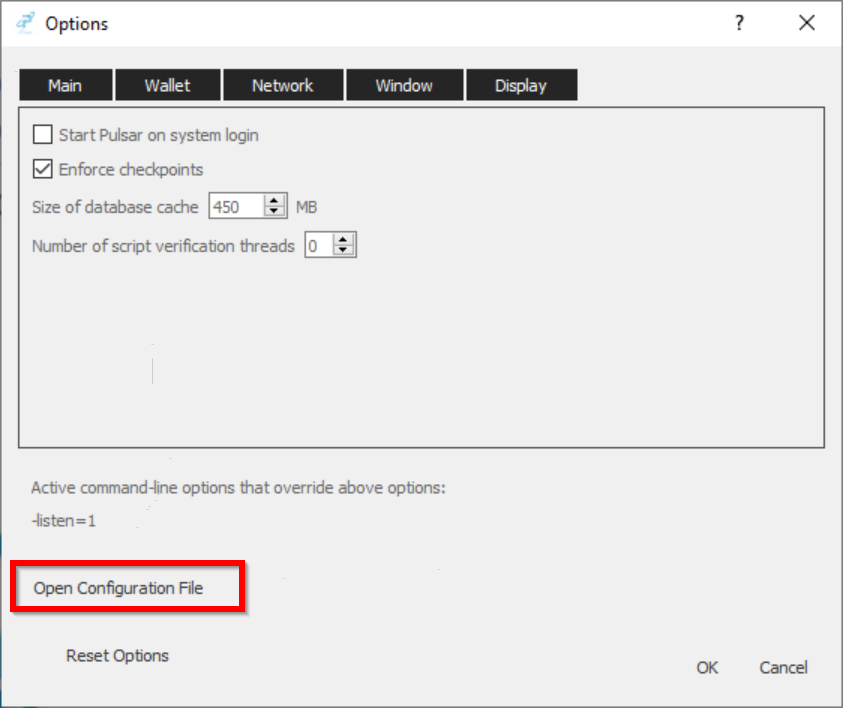 Options
?
Main Wallet Network Window Display
Start Pulsar on system login
Enforce checkpoints
Size of database cache 450 MB
Number of script verification threads 0
Active command-line options that override above options:
-listen=1
Open Configuration File
Reset Options
OK Cancel